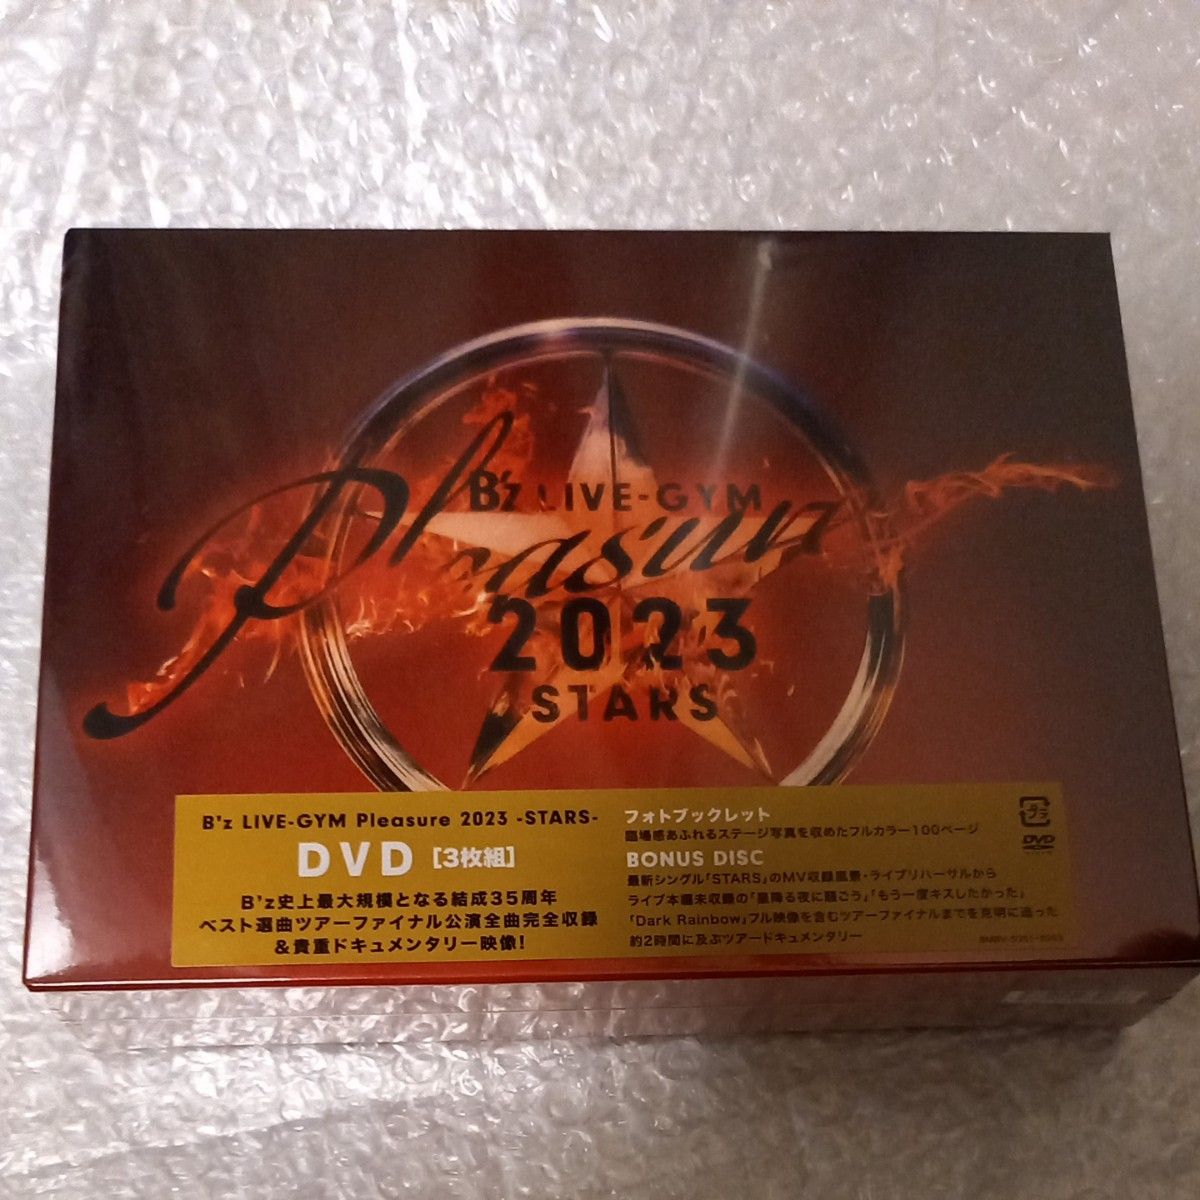 B'z LIVE-GYM
Pleasure
2023
STARS
B'z LIVE-GYM Pleasure 2023 -STARS-
DVD [3枚組]
B'z史上最大規模となる結成35周年
ベスト選曲ツアーファイナル公演全曲完全収録
&貴重ドキュメンタリー映像!
フォトブックレット
臨場感あふれるステージ写真を収めたフルカラー100ページ
BONUS DISC
最新シングル「STARS」のMV収録風景・ライブリハーサルから
ライブ本編未収録の「星降る夜に騒ごう」「もう一度キスしたかった」
「Dark Rainbow」フル映像を含むツアーファイナルまでを克明に追った
約2時間に及ぶツアードキュメンタリー
DVD